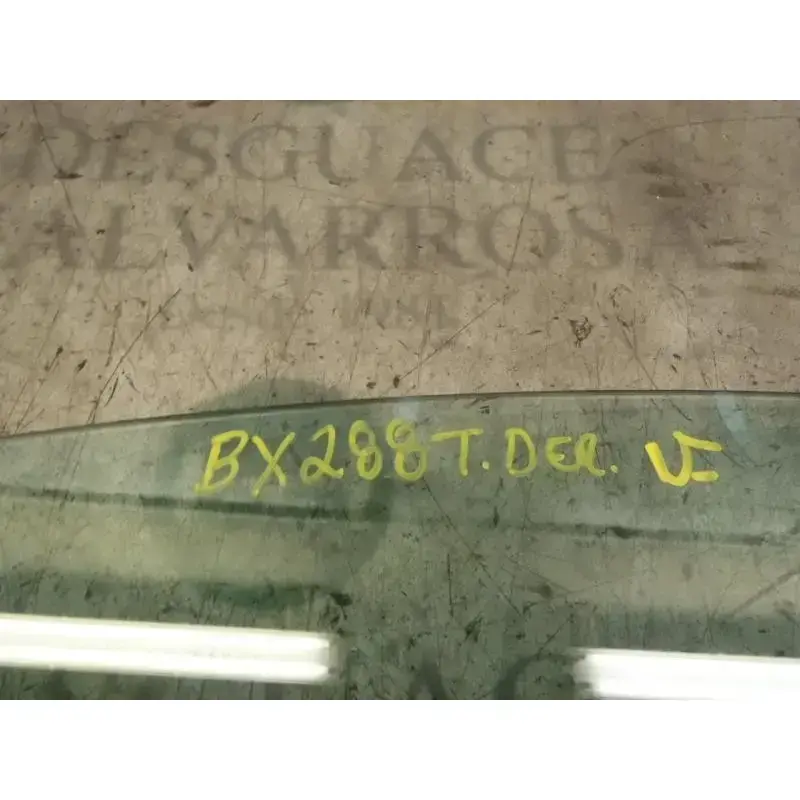 DESGUACE
ALVARROSA
BX288T.DER. V=